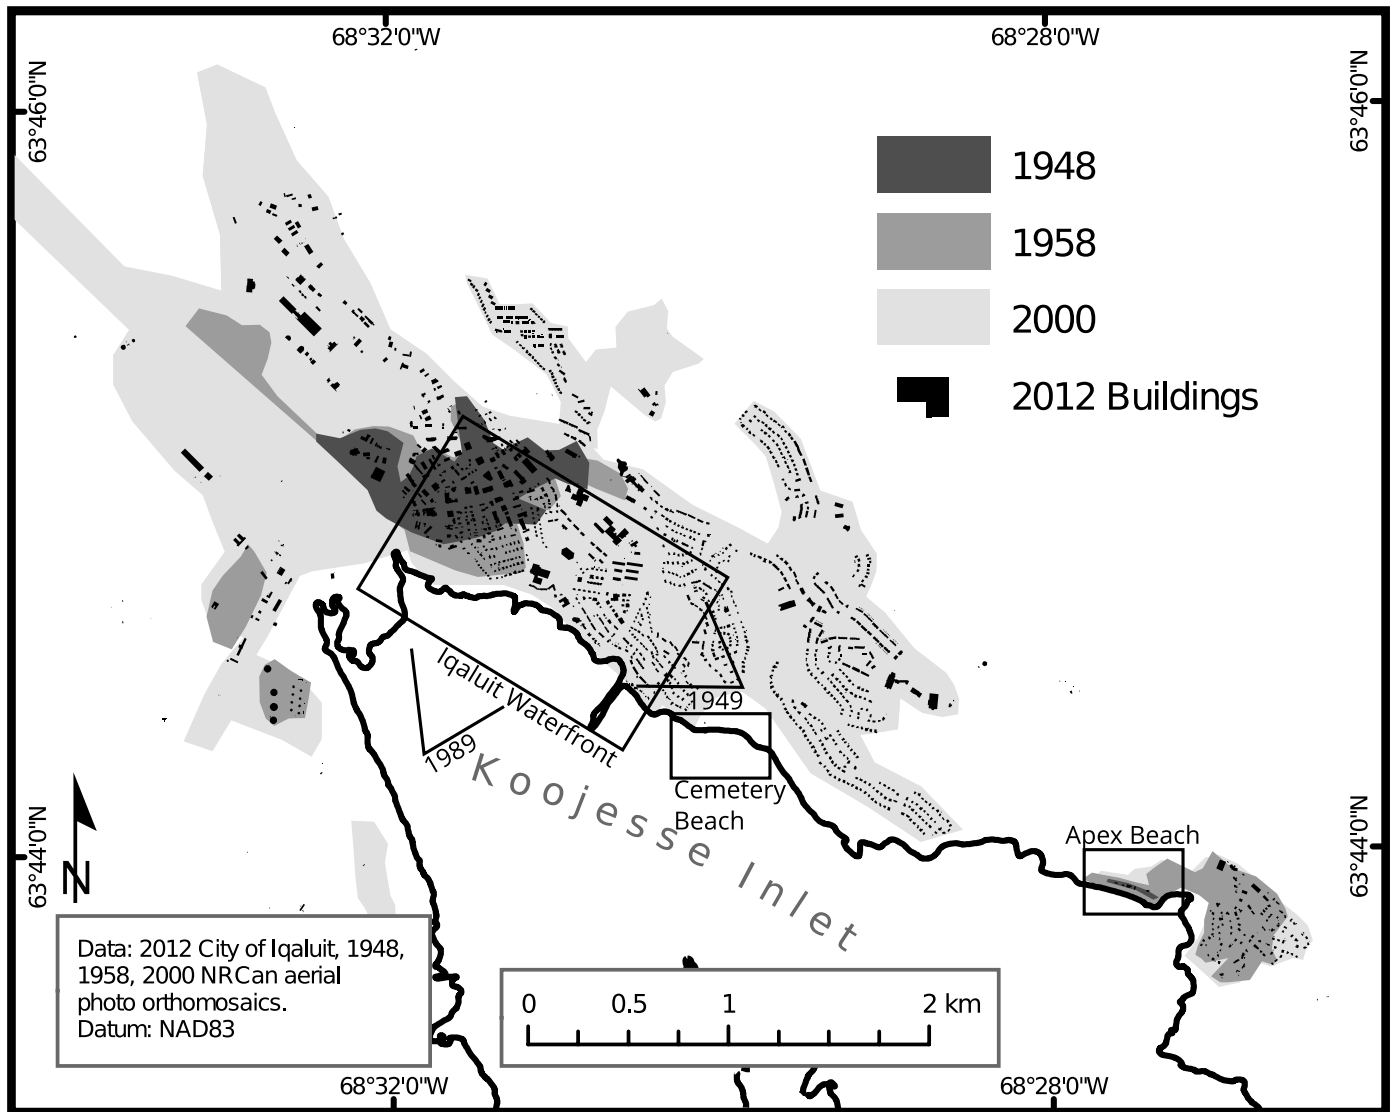 68°32'0"W
68°28'0"W
63°46'0"N
63°46'0"N
1948
1958
2000
2012 Buildings
Iqaluit Waterfront
1949
1989
Koojesse Inlet
Cemetery
Beach
Apex Beach
63°44'0"N
63°44'0"N
N
Data: 2012 City of Iqaluit, 1948,
1958, 2000 NRCan aerial
photo orthomosaics.
Datum: NAD83
0 0.5 1 2 km
68°32'0"W
68°28'0"W